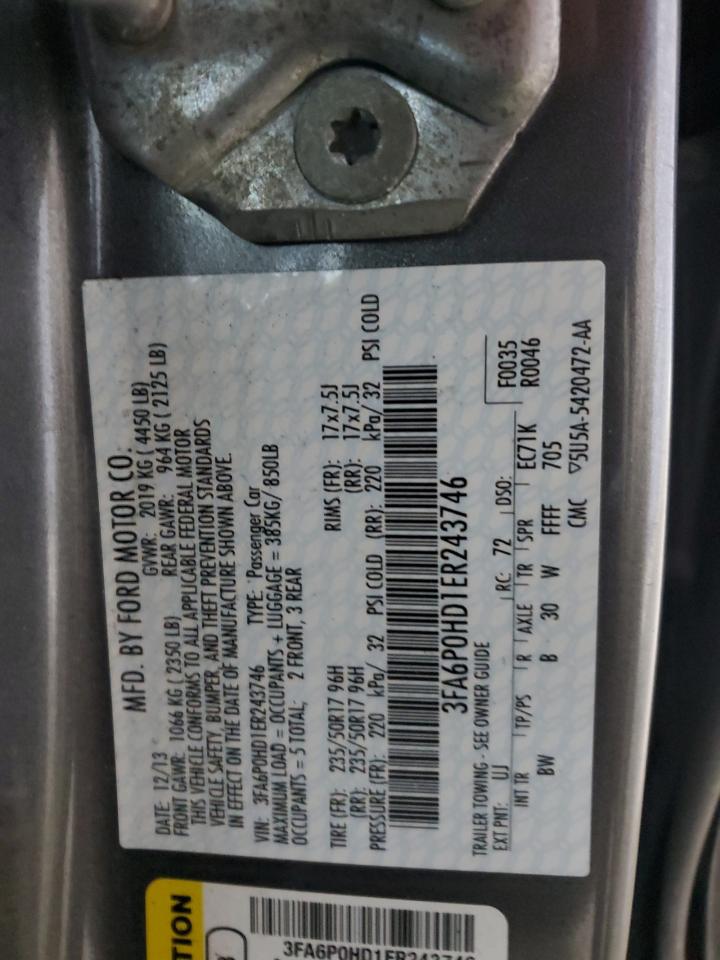 MFD. BY FORD MOTOR CO.
DATE: 12/13 GVWR: 2019 KG ( 4450 LB)
FRONT GAWR: 1066 KG ( 2350 LB) REAR GAWR: 964 KG ( 2125 LB)
THIS VEHICLE CONFORMS TO ALL APPLICABLE FEDERAL MOTOR
VEHICLE SAFETY, BUMPER, AND THEFT PREVENTION STANDARDS
IN EFFECT ON THE DATE OF MANUFACTURE SHOWN ABOVE.
VIN: 3FA6P0HD1ER243746 TYPE: Passenger Car
MAXIMUM LOAD = OCCUPANTS + LUGGAGE = 385KG/ 850LB
OCCUPANTS = 5 TOTAL; 2 FRONT, 3 REAR
TIRE (FR): 235/50R17 96H RIMS (FR): 17x7.5J
(RR): 235/50R17 96H (RR): 17x7.5J
PRESSURE (FR): 220 kPa/ 32 PSI COLD (RR): 220 kPa/ 32 PSI COLD
3FA6P0HD1ER243746
TRAILER TOWING - SEE OWNER GUIDE F0035
EXT PNT: UJ RC: 72 DSO: R0046
INT TR TP/PS R AXLE TR SPR EC71K
BW B 30 W FFFF 705
CMC ▽5U5A-5420472-AA
TION
3FA6P0HD1ER243746